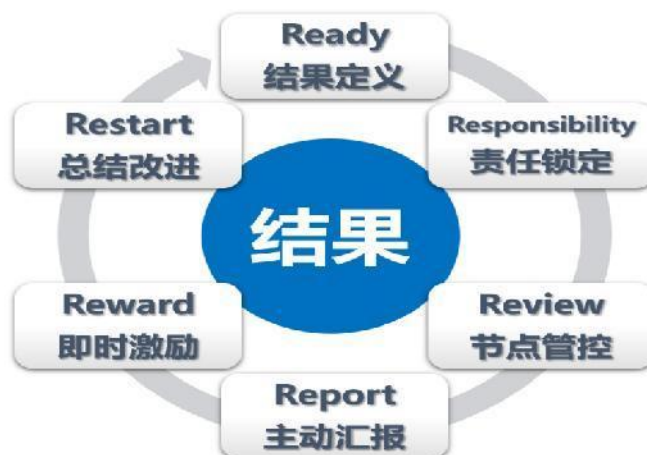 Ready
结果定义
Responsibility
责任锁定
Review
节点管控
Report
主动汇报
Reward
即时激励
Restart
总结改进
结果